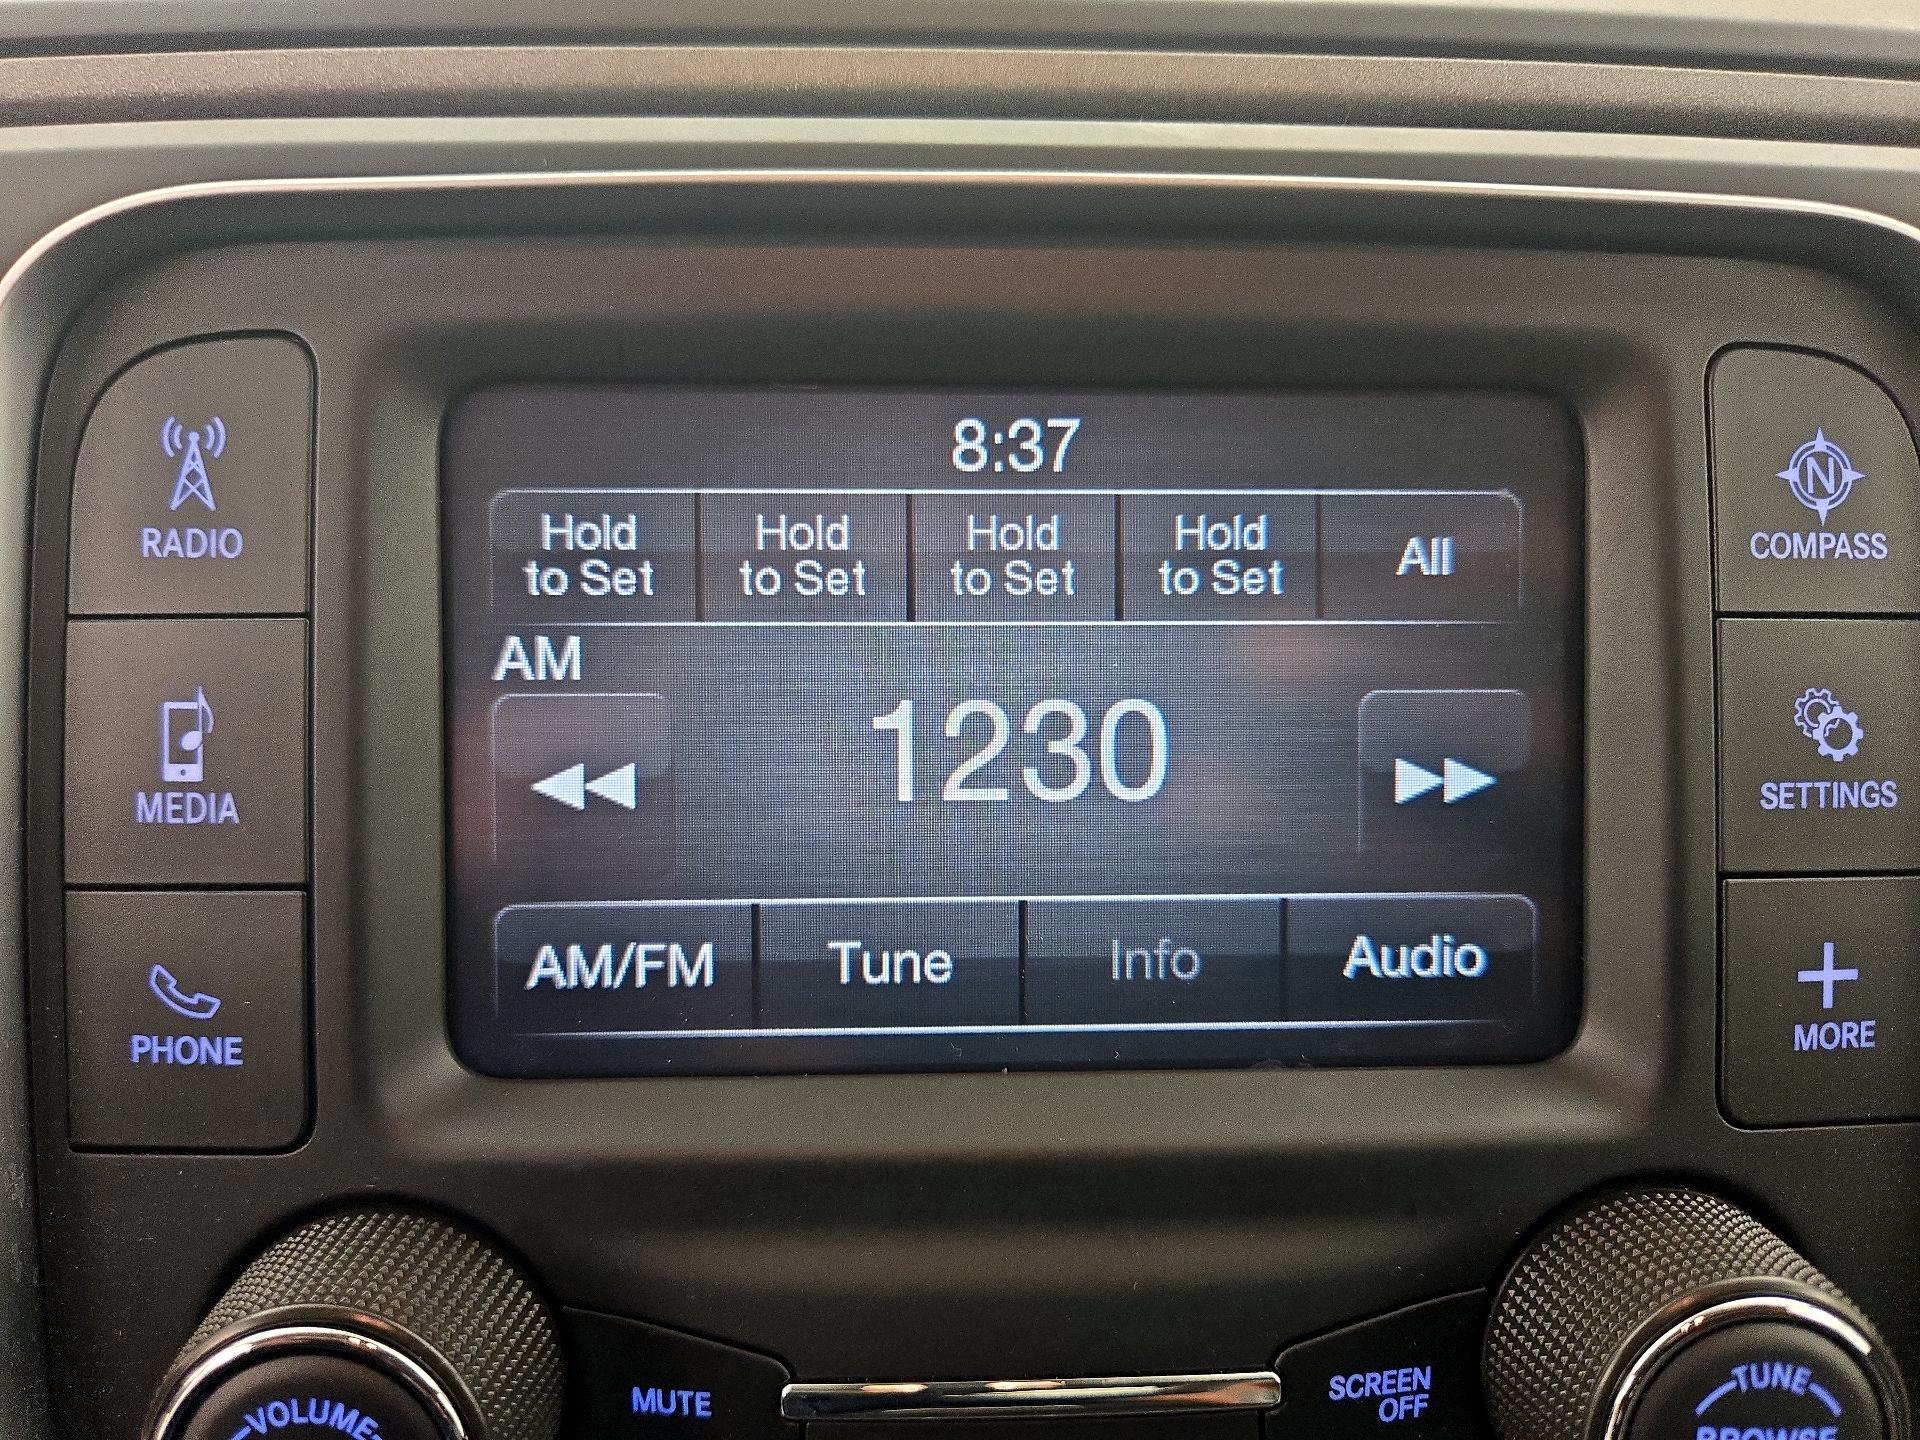 8:37
Hold to Set
Hold to Set
Hold to Set
Hold to Set
All
AM
1230
AM/FM
Tune
Info
Audio
RADIO
MEDIA
PHONE
N
COMPASS
SETTINGS
MORE
VOLUME
MUTE
SCREEN
OFF
TUNE
BROWSE